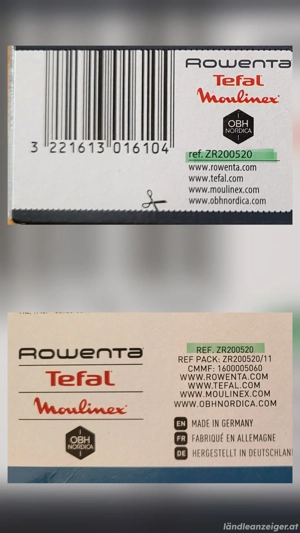 Rowenta
Tefal
Moulinex
OBH
NORDICA
3 221613 016104
ref. ZR200520
www.rowenta.com
www.tefal.com
www.moulinex.com
www.obhnordica.com
Rowenta
Tefal
Moulinex
OBH
NORDICA
REF. ZR200520
REF PACK: ZR200520/11
CMMF: 1600005060
WWW.ROWENTA.COM
WWW.TEFAL.COM
WWW.MOULINEX.COM
WWW.OBHNORDICA.COM
EN MADE IN GERMANY
FR FABRIQUÉ EN ALLEMAGNE
DE HERGESTELLT IN DEUTSCHLAN
ländleanzeiger.at